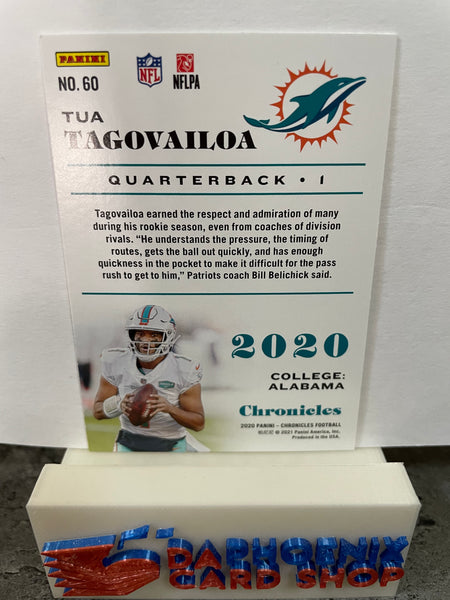 PANINI
NO. 60
NFL
NFLPA
TUA
TAGOVAILOA
QUARTERBACK • 1
Tagovailoa earned the respect and admiration of many
during his rookie season, even from coaches of division
rivals. “He understands the pressure, the timing of
routes, gets the ball out quickly, and has enough
quickness in the pocket to make it difficult for the pass
rush to get to him,” Patriots coach Bill Belichick said.
2020
COLLEGE:
ALABAMA
Chronicles
2020 PANINI – CHRONICLES FOOTBALL
© 2021 Panini America, Inc.
Produced in the USA.
DAPHOENIX
CARD SHOP